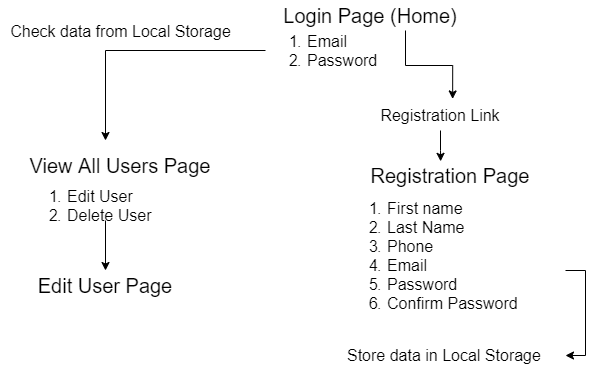 Login Page (Home)
1. Email
2. Password
Check data from Local Storage
Registration Link
View All Users Page
1. Edit User
2. Delete User
Edit User Page
Registration Page
1. First name
2. Last Name
3. Phone
4. Email
5. Password
6. Confirm Password
Store data in Local Storage